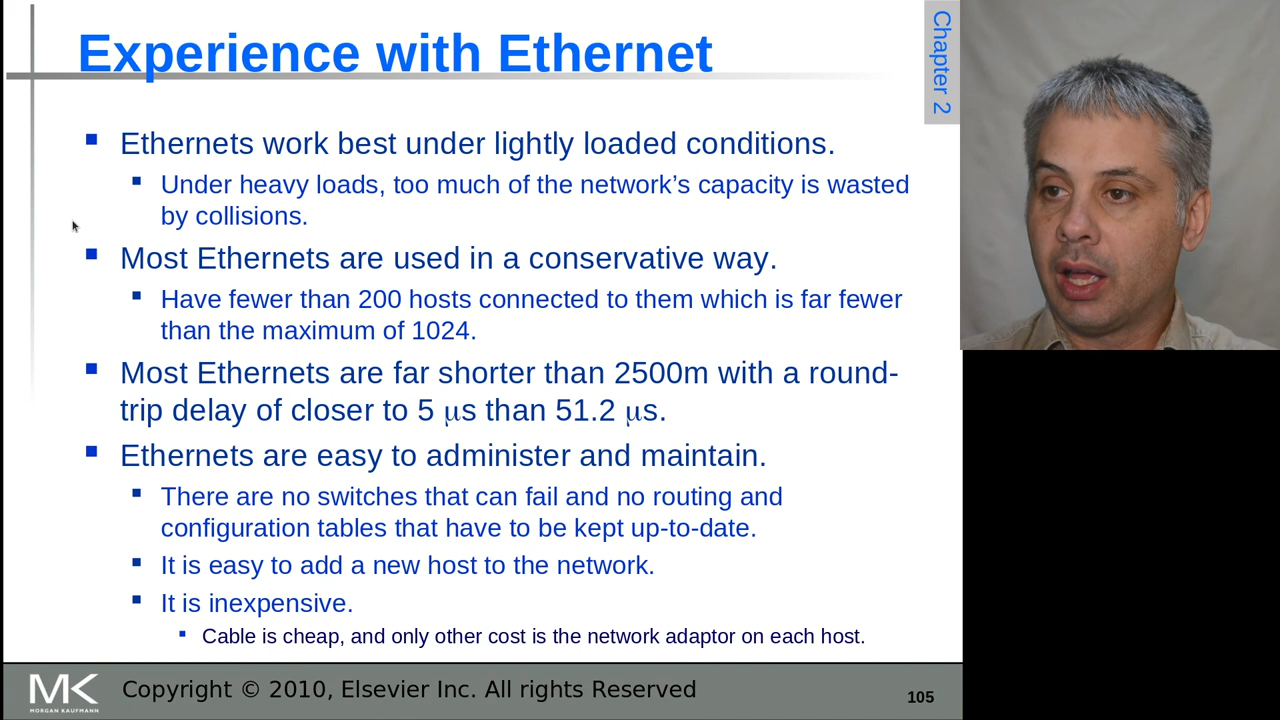 Experience with Ethernet
Chapter 2
Ethernets work best under lightly loaded conditions.
Under heavy loads, too much of the network’s capacity is wasted
by collisions.
Most Ethernets are used in a conservative way.
Have fewer than 200 hosts connected to them which is far fewer
than the maximum of 1024.
Most Ethernets are far shorter than 2500m with a round-
trip delay of closer to 5 μs than 51.2 μs.
Ethernets are easy to administer and maintain.
There are no switches that can fail and no routing and
configuration tables that have to be kept up-to-date.
It is easy to add a new host to the network.
It is inexpensive.
Cable is cheap, and only other cost is the network adaptor on each host.
MK
MORGAN KAUFMANN
Copyright © 2010, Elsevier Inc. All rights Reserved
105